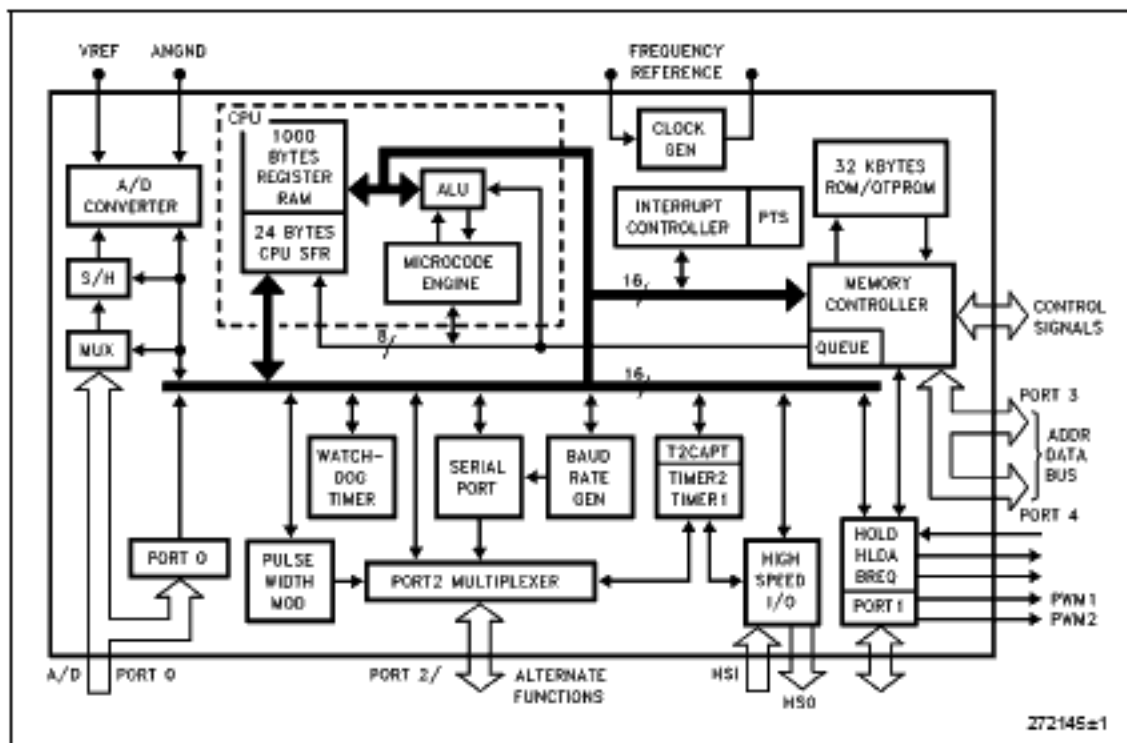 VREF ANGND
FREQUENCY
REFERENCE
CPU
1000
BYTES
REGISTER
RAM
24 BYTES
CPU SFR
ALU
MICROCODE
ENGINE
CLOCK
GEN
INTERRUPT
CONTROLLER
PTS
32 KBYTES
ROM/OTPROM
A/D
CONVERTER
S/H
MUX
16/
MEMORY
CONTROLLER
QUEUE
CONTROL
SIGNALS
8/
16/
PORT 3
ADDR
DATA
BUS
PORT 4
WATCH-
DOG
TIMER
SERIAL
PORT
BAUD
RATE
GEN
T2CAPT
TIMER2
TIMER1
PORT 0
PULSE
WIDTH
MOD
PORT2 MULTIPLEXER
HIGH
SPEED
I/O
HOLD
HLDA
BREQ
PORT1
PWM1
PWM2
A/D PORT 0
PORT 2/
ALTERNATE
FUNCTIONS
HSI
HSO
272145±1